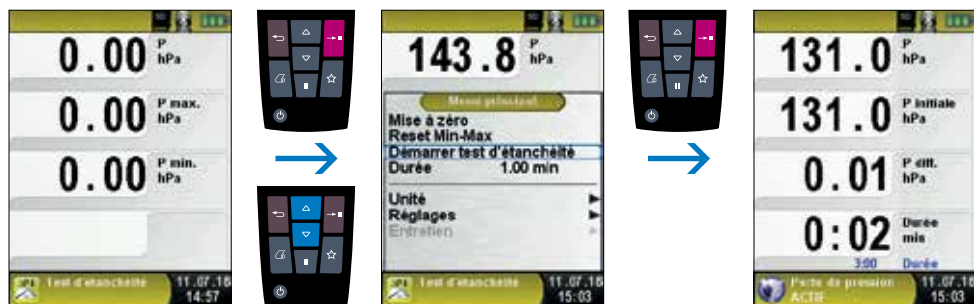 0.00 P hPa
0.00 P max. hPa
0.00 P min. hPa
Test d'étanchéité
11.07.16
14:57
143.8 P hPa
Menu principal
Mise à zéro
Reset Min-Max
Démarrer test d'étanchéité
Durée 1.00 min
Unité
Réglages
Entretien
Test d'étanchéité
11.07.16
15:03
131.0 P hPa
131.0 P initiale hPa
0.01 P diff. hPa
0:02 Durée min
3:00 Durée
Perte de pression
ACTIF
11.07.16
15:03